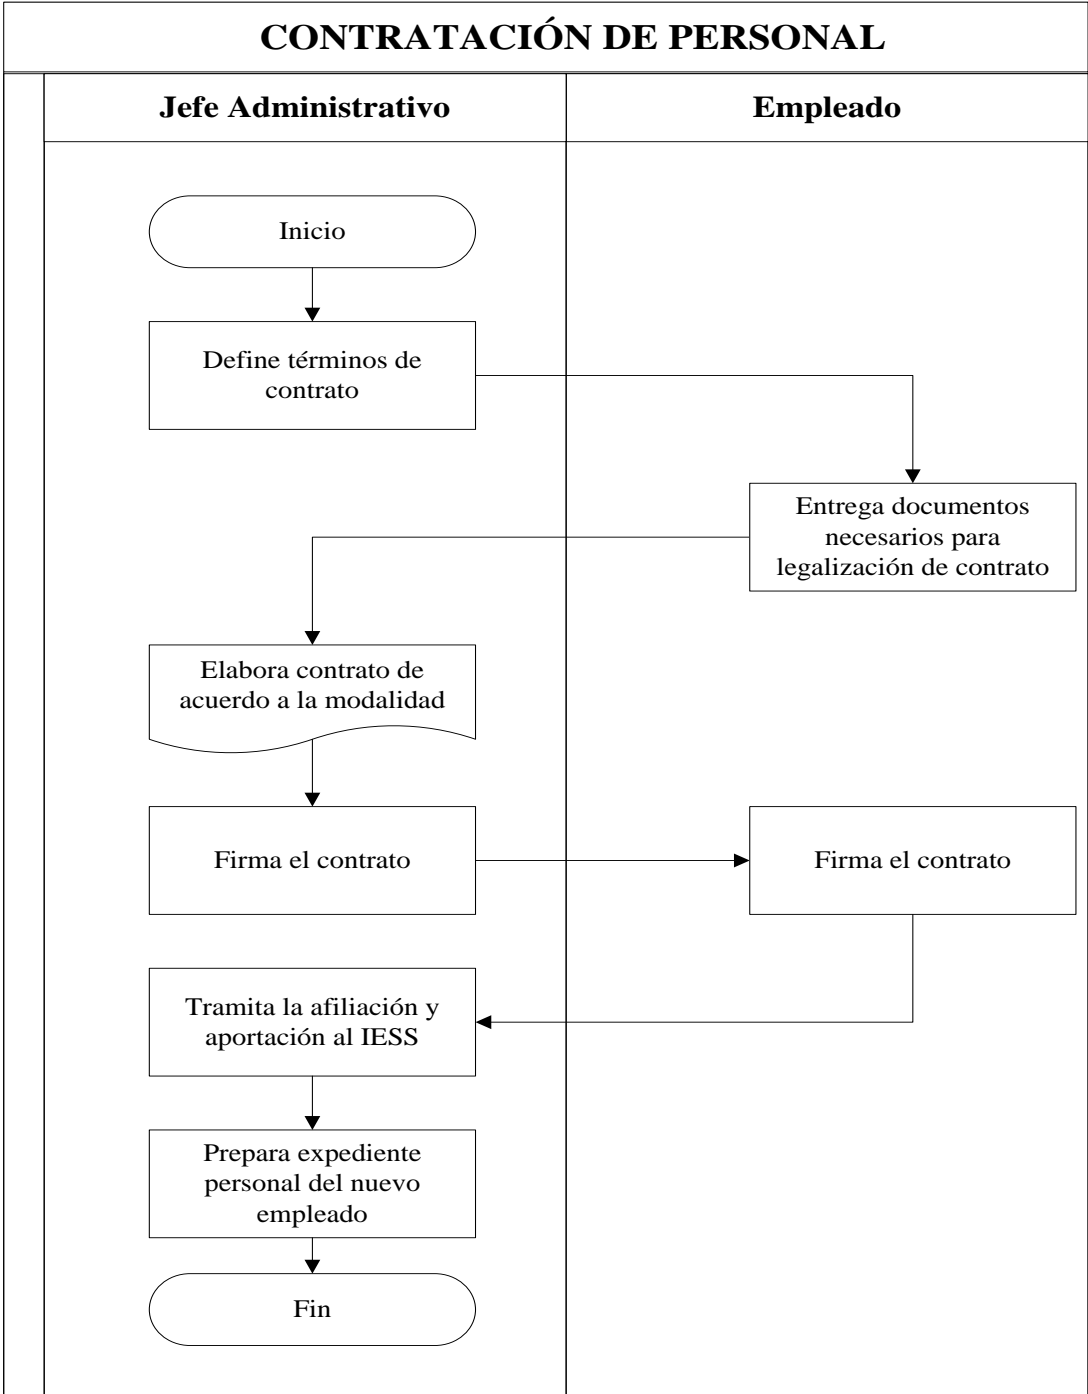 CONTRATACIÓN DE PERSONAL
Jefe Administrativo
Empleado
Inicio
Define términos de
contrato
Entrega documentos
necesarios para
legalización de contrato
Elabora contrato de
acuerdo a la modalidad
Firma el contrato
Firma el contrato
Tramita la afiliación y
aportación al IESS
Prepara expediente
personal del nuevo
empleado
Fin